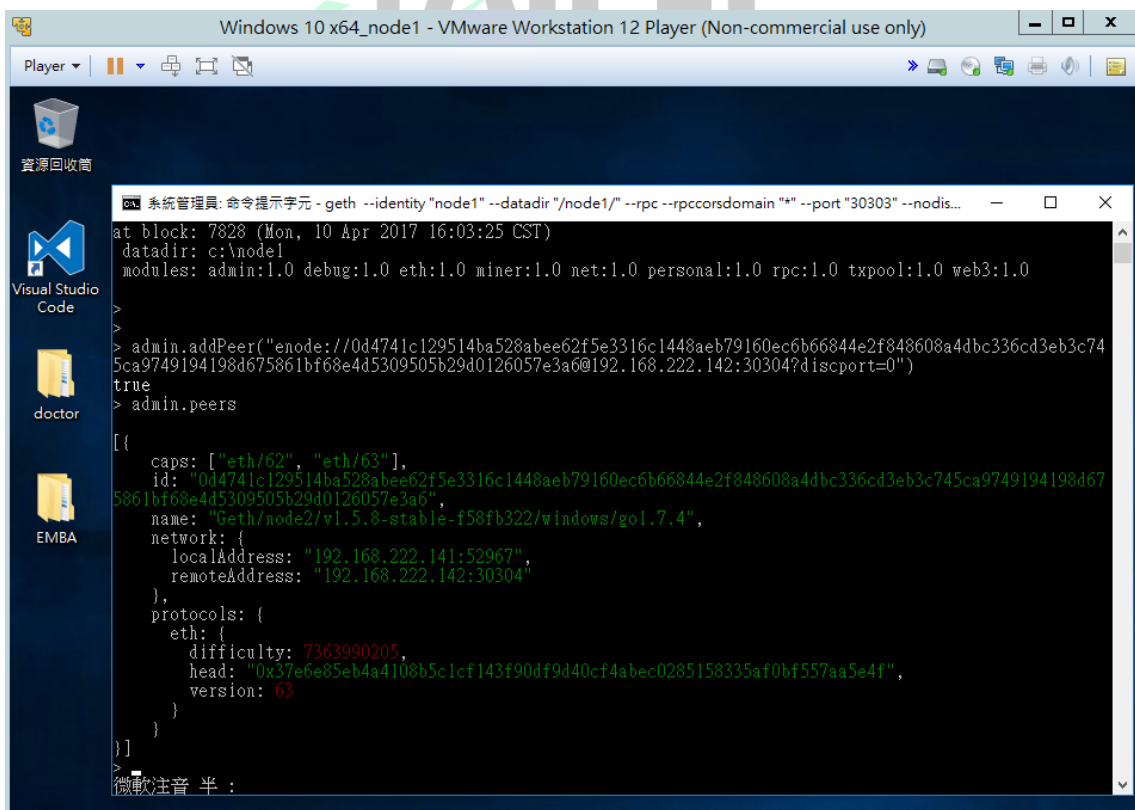 Windows 10 x64_node1 - VMware Workstation 12 Player (Non-commercial use only)
Player
資源回收筒
系統管理員: 命令提示字元 - geth --identity "node1" --datadir "/node1/" --rpc --rpccorsdomain "*" --port "30303" --nodis...
at block: 7828 (Mon, 10 Apr 2017 16:03:25 CST)
datadir: c:\node1
modules: admin:1.0 debug:1.0 eth:1.0 miner:1.0 net:1.0 personal:1.0 rpc:1.0 txpool:1.0 web3:1.0
>
>
> admin.addPeer("enode://0d4741c129514ba528abee62f5e3316c1448aeb79160ec6b66844e2f848608a4dbc336cd3eb3c74
5ca9749194198d675861bf68e4d5309505b29d0126057e3a6@192.168.222.142:30304?discport=0")
true
> admin.peers
[{
caps: ["eth/62", "eth/63"],
id: "0d4741c129514ba528abee62f5e3316c1448aeb79160ec6b66844e2f848608a4dbc336cd3eb3c745ca9749194198d67
5861bf68e4d5309505b29d0126057e3a6",
name: "Geth/node2/v1.5.8-stable-f58fb322/windows/go1.7.4",
network: {
localAddress: "192.168.222.141:52967",
remoteAddress: "192.168.222.142:30304"
},
protocols: {
eth: {
difficulty: 7363990205,
head: "0x37e6e85eb4a4108b5c1cf143f90df9d40cf4abec0285158335af0bf557aa5e4f",
version: 63
}
}
}]
>
微軟注音 半 :
Visual Studio
Code
doctor
EMBA